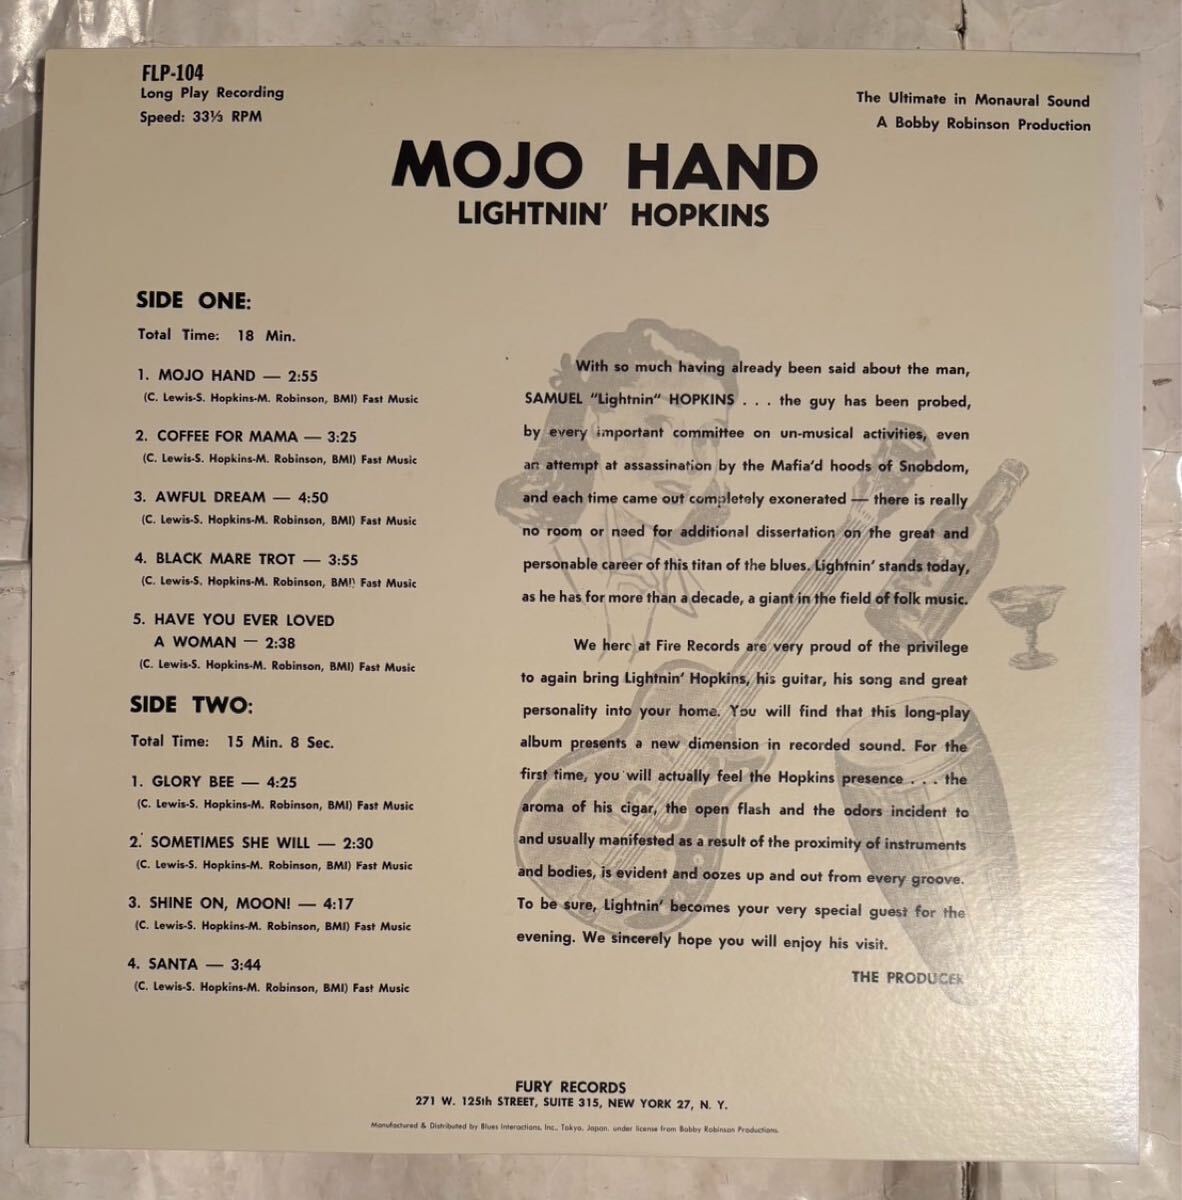 FLP-104
Long Play Recording
Speed: 33⅓ RPM
The Ultimate in Monaural Sound
A Bobby Robinson Production
MOJO HAND
LIGHTNIN' HOPKINS
SIDE ONE:
Total Time: 18 Min.
1. MOJO HAND — 2:55
(C. Lewis-S. Hopkins-M. Robinson, BMI) Fast Music
2. COFFEE FOR MAMA — 3:25
(C. Lewis-S. Hopkins-M. Robinson, BMI) Fast Music
3. AWFUL DREAM — 4:50
(C. Lewis-S. Hopkins-M. Robinson, BMI) Fast Music
4. BLACK MARE TROT — 3:55
(C. Lewis-S. Hopkins-M. Robinson, BMI) Fast Music
5. HAVE YOU EVER LOVED
A WOMAN — 2:38
(C. Lewis-S. Hopkins-M. Robinson, BMI) Fast Music
SIDE TWO:
Total Time: 15 Min. 8 Sec.
1. GLORY BEE — 4:25
(C. Lewis-S. Hopkins-M. Robinson, BMI) Fast Music
2. SOMETIMES SHE WILL — 2:30
(C. Lewis-S. Hopkins-M. Robinson, BMI) Fast Music
3. SHINE ON, MOON! — 4:17
(C. Lewis-S. Hopkins-M. Robinson, BMI) Fast Music
4. SANTA — 3:44
(C. Lewis-S. Hopkins-M. Robinson, BMI) Fast Music
With so much having already been said about the man,
SAMUEL "Lightnin" HOPKINS . . . the guy has been probed,
by every important committee on un-musical activities, even
an attempt at assassination by the Mafia'd hoods of Snobdom,
and each time came out completely exonerated — there is really
no room or need for additional dissertation on the great and
personable career of this titan of the blues. Lightnin' stands today,
as he has for more than a decade, a giant in the field of folk music.
We here at Fire Records are very proud of the privilege
to again bring Lightnin' Hopkins, his guitar, his song and great
personality into your home. You will find that this long-play
album presents a new dimension in recorded sound. For the
first time, you will actually feel the Hopkins presence . . . the
aroma of his cigar, the open flash and the odors incident to
and usually manifested as a result of the proximity of instruments
and bodies, is evident and oozes up and out from every groove.
To be sure, Lightnin' becomes your very special guest for the
evening. We sincerely hope you will enjoy his visit.
THE PRODUCER
FURY RECORDS
271 W. 125th STREET, SUITE 315, NEW YORK 27, N. Y.
Manufactured & Distributed by Blues Interactions, Inc., Tokyo, Japan, under license from Bobby Robinson Productions.